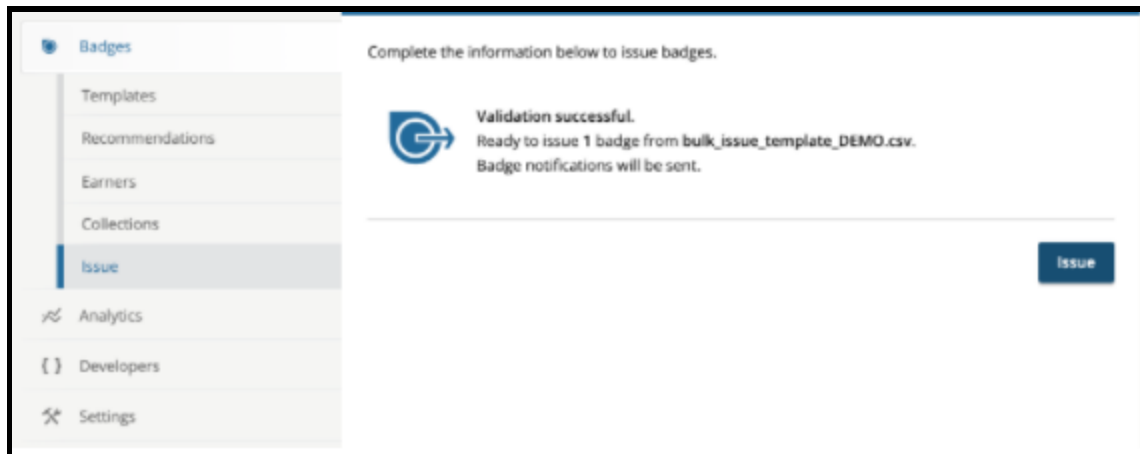 Badges
Templates
Recommendations
Earners
Collections
Issue
Analytics
Developers
Settings
Complete the information below to issue badges.
Validation successful.
Ready to issue 1 badge from bulk_issue_template_DEMO.csv.
Badge notifications will be sent.
Issue